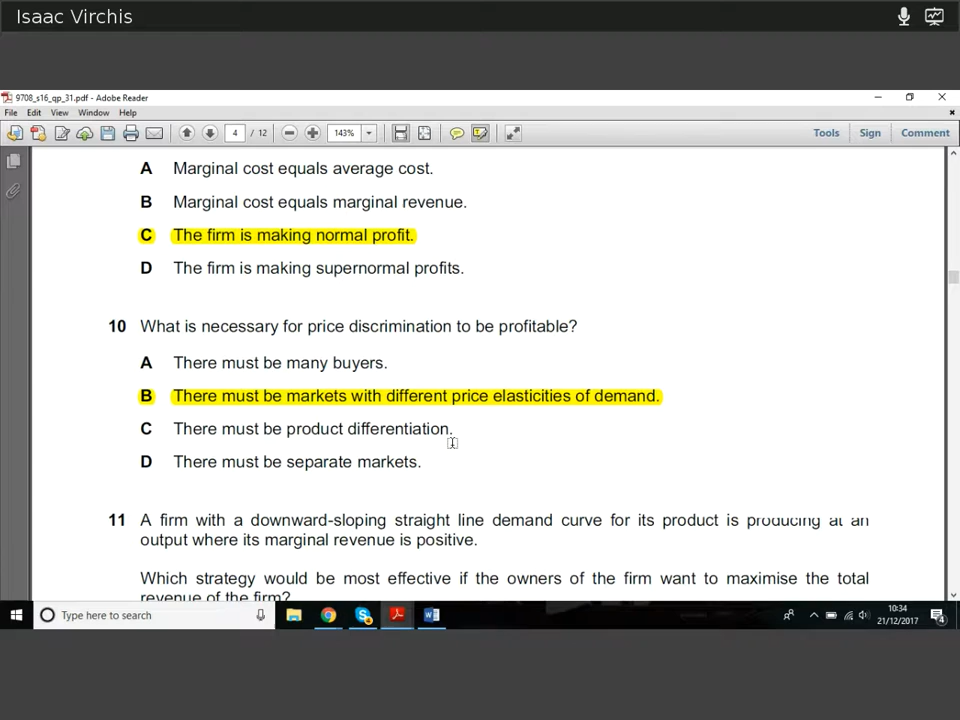 Isaac Virchis
9708_s16_qp_31.pdf - Adobe Reader
File Edit View Window Help
4 / 12 143% Tools Sign Comment
A Marginal cost equals average cost.
B Marginal cost equals marginal revenue.
C The firm is making normal profit.
D The firm is making supernormal profits.
10 What is necessary for price discrimination to be profitable?
A There must be many buyers.
B There must be markets with different price elasticities of demand.
C There must be product differentiation.
D There must be separate markets.
11 A firm with a downward-sloping straight line demand curve for its product is producing at an
output where its marginal revenue is positive.
Which strategy would be most effective if the owners of the firm want to maximise the total
revenue of the firm?
Type here to search
10:34
21/12/2017
4